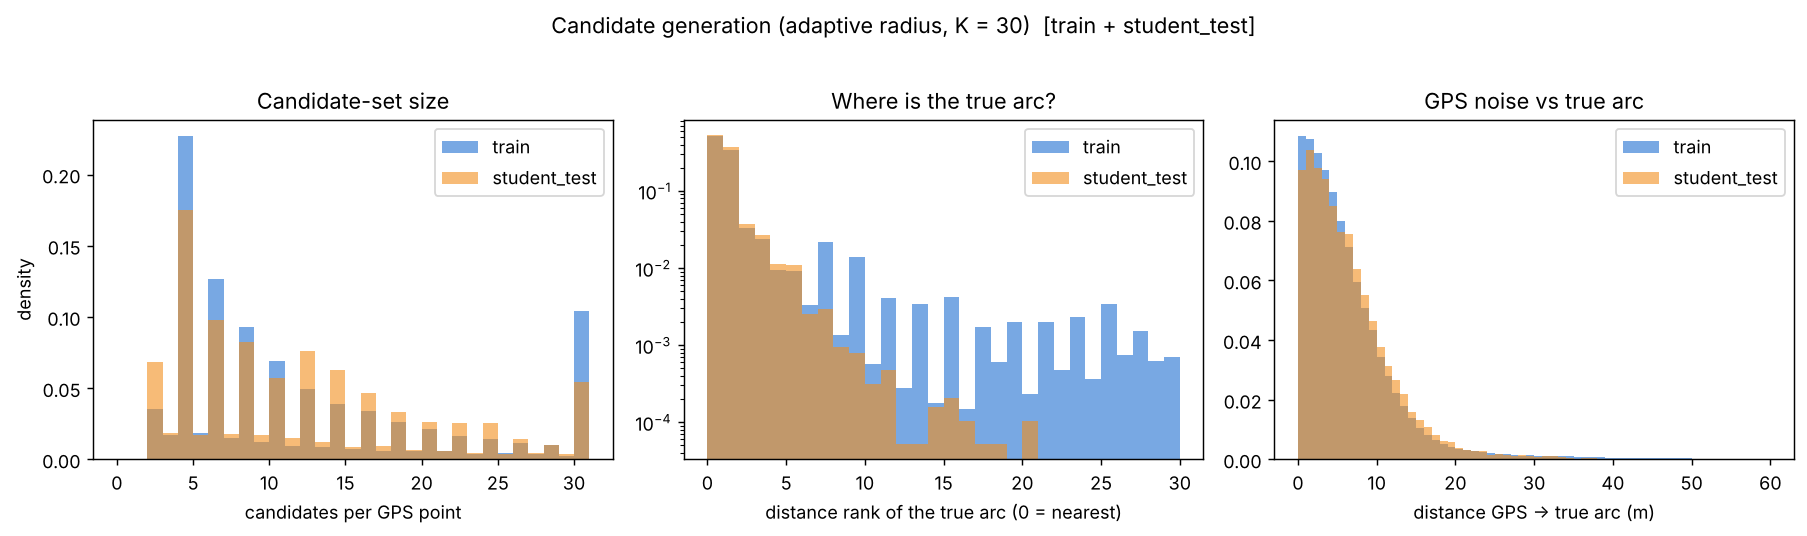 Candidate generation (adaptive radius, K = 30)  [train + student_test]
Candidate-set size
density
0.20
0.15
0.10
0.05
0.00
train
student_test
0 5 10 15 20 25 30
candidates per GPS point
Where is the true arc?
10⁻¹
10⁻²
10⁻³
10⁻⁴
train
student_test
0 5 10 15 20 25 30
distance rank of the true arc (0 = nearest)
GPS noise vs true arc
0.10
0.08
0.06
0.04
0.02
0.00
train
student_test
0 10 20 30 40 50 60
distance GPS → true arc (m)